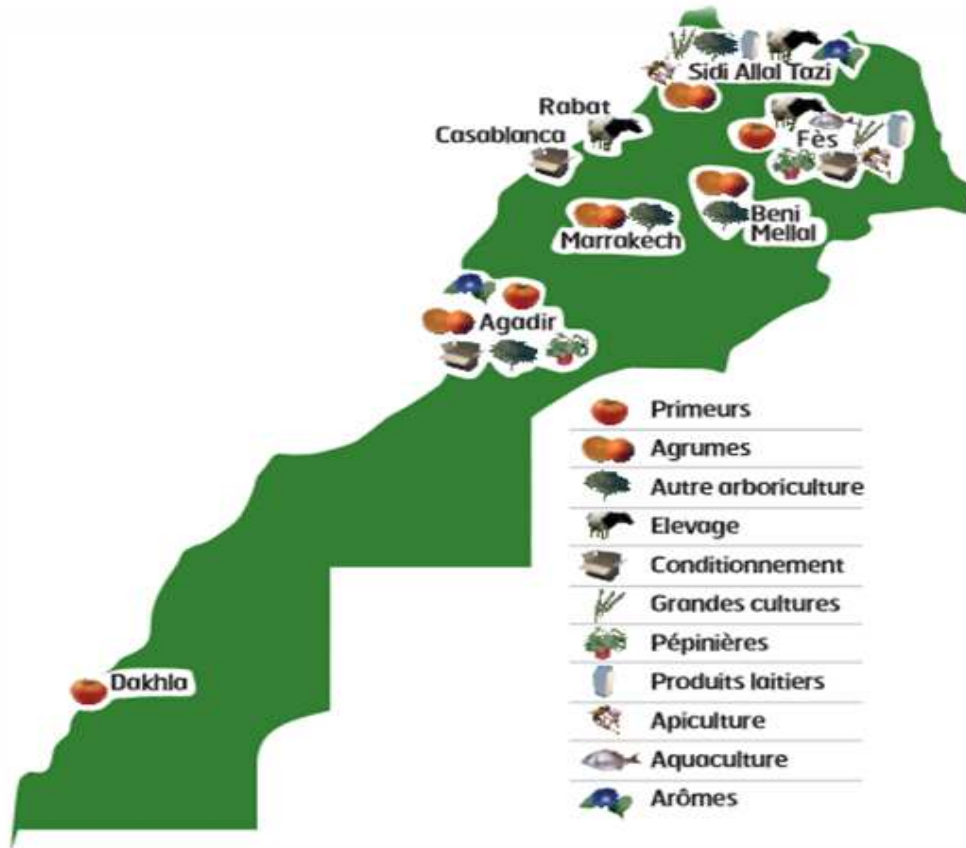 Sidi Allal Tazi
Rabat
Casablanca
Fès
Beni
Mellal
Marrakech
Agadir
Primeurs
Agrumes
Autre arboriculture
Elevage
Conditionnement
Grandes cultures
Pépinières
Produits laitiers
Apiculture
Aquaculture
Arômes
Dakhla